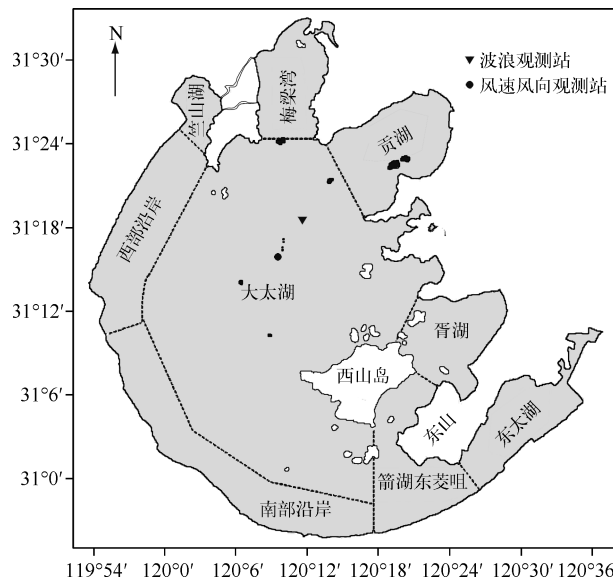 N
31°30′
31°24′
31°18′
31°12′
31°6′
31°0′
波浪观测站
风速风向观测站
竺山湖
梅梁湾
贡湖
西部沿岸
大太湖
胥湖
西山岛
东山
东太湖
箭湖东茭咀
南部沿岸
119°54′ 120°0′ 120°6′ 120°12′ 120°18′ 120°24′ 120°30′ 120°36′